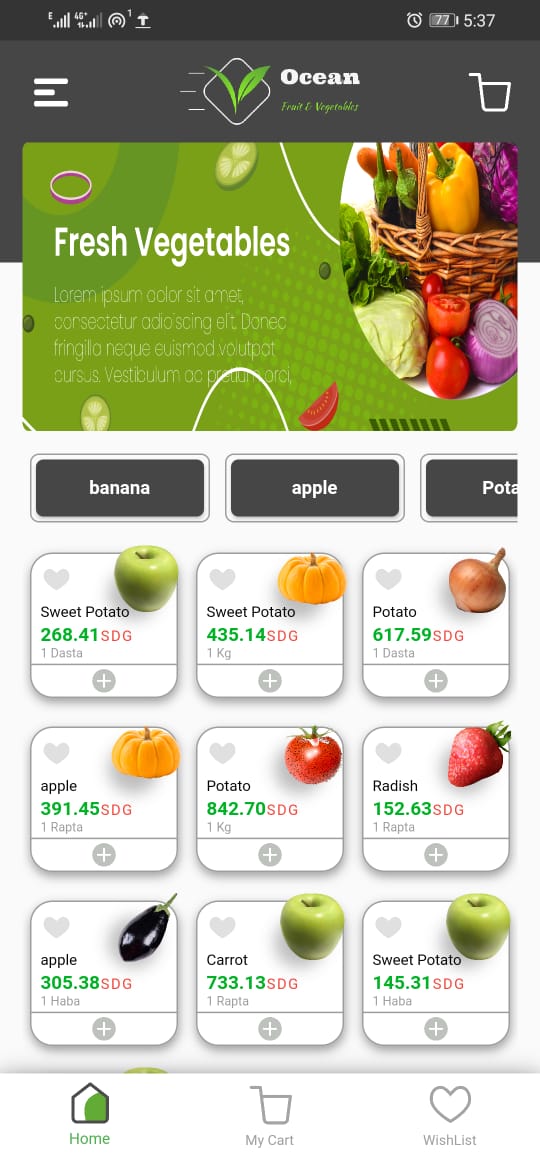 E 4G+ 1 77 5:37
Ocean
Fruit & Vegetables
Fresh Vegetables
Lorem ipsum dolor sit amet,
consectetur adipiscing elit. Donec
fringilla neque euismod volutpat
cursus. Vestibulum ac pretium orci,
banana apple Pota
Sweet Potato Sweet Potato Potato
268.41SDG 435.14SDG 617.59SDG
1 Dasta 1 Kg 1 Dasta
apple Potato Radish
391.45SDG 842.70SDG 152.63SDG
1 Rapta 1 Kg 1 Rapta
apple Carrot Sweet Potato
305.38SDG 733.13SDG 145.31SDG
1 Haba 1 Rapta 1 Haba
Home My Cart WishList